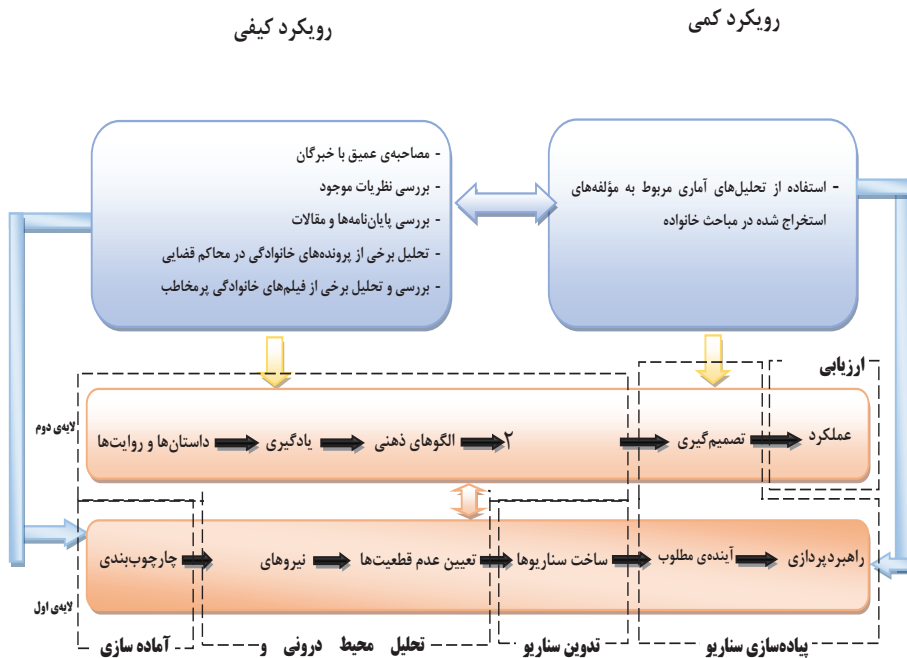 رویکرد کمی
رویکرد کیفی
- استفاده از تحلیل‌های آماری مربوط به مؤلفه‌های
استخراج شده در مباحث خانواده
- مصاحبه‌ی عمیق با خبرگان
- بررسی نظریات موجود
- بررسی پایان‌نامه‌ها و مقالات
- تحلیل برخی از پرونده‌های خانوادگی در محاکم قضایی
- بررسی و تحلیل برخی از فیلم‌های خانوادگی پرمخاطب
ارزیابی
لایه‌ی دوم
داستان‌ها و روایت‌ها
یادگیری
الگوهای ذهنی
۲
تصمیم‌گیری
عملکرد
چارچوب‌بندی
نیروهای
تعیین عدم قطعیت‌ها
ساخت سناریوها
آینده‌ی مطلوب
راهبردپردازی
لایه‌ی اول
آماده سازی
تحلیل محیط درونی و
تدوین سناریو
پیاده‌سازی سناریو